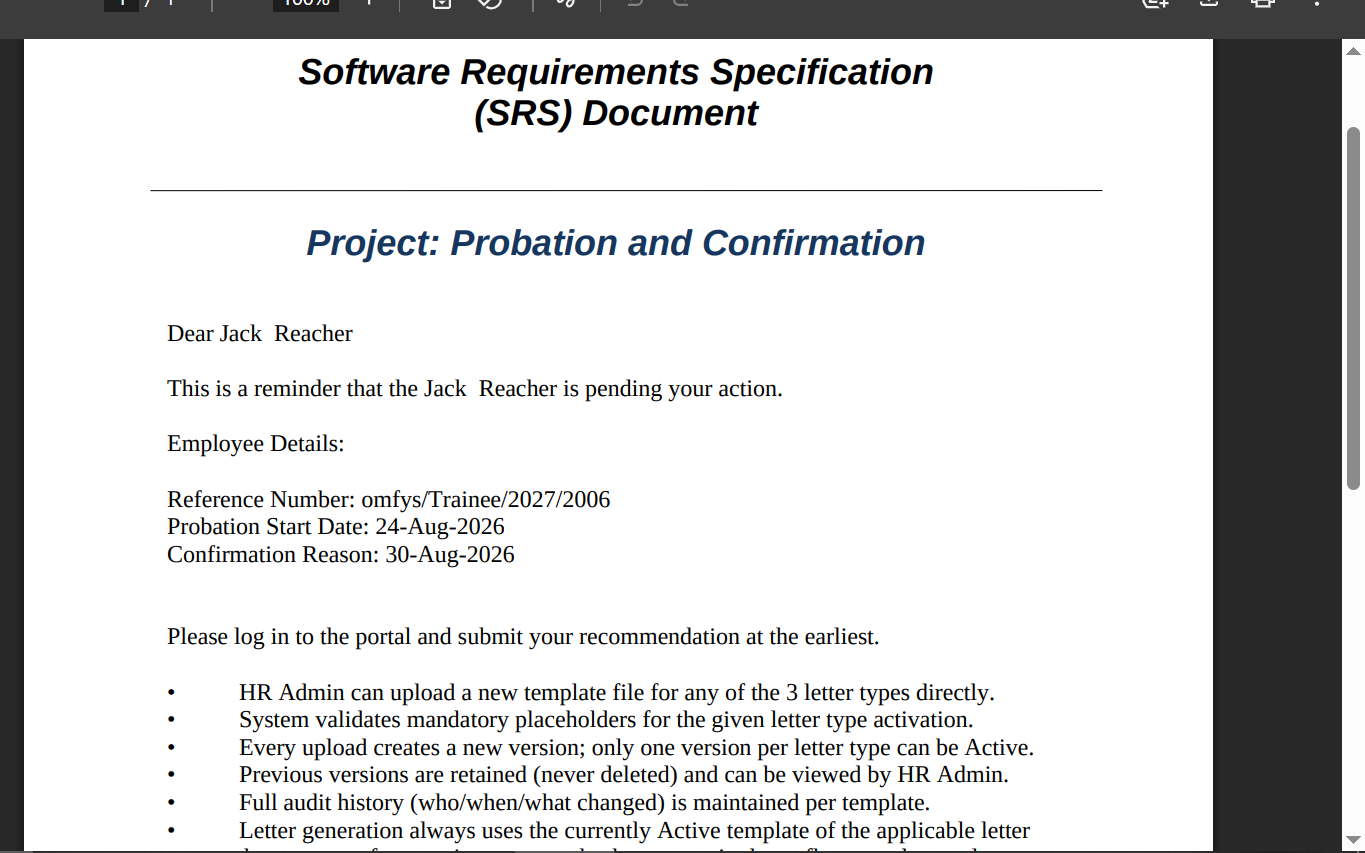 100%
Software Requirements Specification
(SRS) Document
Project: Probation and Confirmation
Dear Jack  Reacher
This is a reminder that the Jack  Reacher is pending your action.
Employee Details:
Reference Number: omfys/Trainee/2027/2006
Probation Start Date: 24-Aug-2026
Confirmation Reason: 30-Aug-2026
Please log in to the portal and submit your recommendation at the earliest.
• HR Admin can upload a new template file for any of the 3 letter types directly.
• System validates mandatory placeholders for the given letter type activation.
• Every upload creates a new version; only one version per letter type can be Active.
• Previous versions are retained (never deleted) and can be viewed by HR Admin.
• Full audit history (who/when/what changed) is maintained per template.
• Letter generation always uses the currently Active template of the applicable letter